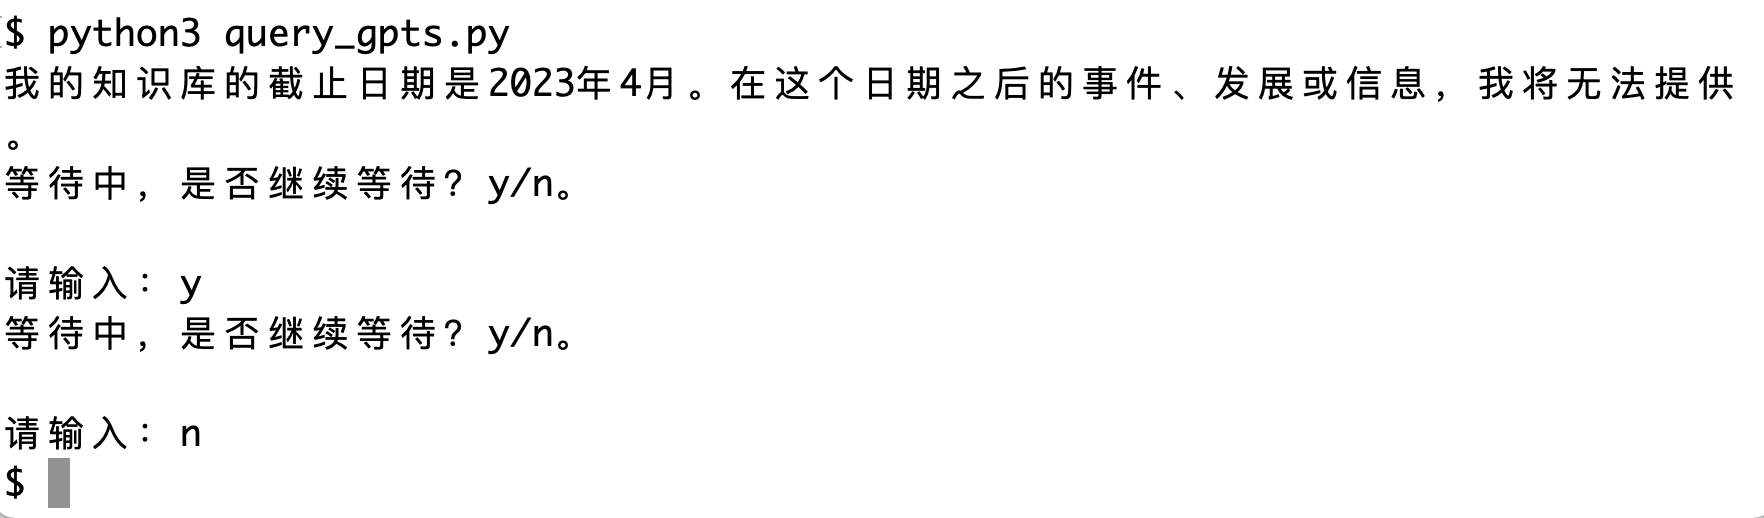 $ python3 query_gpts.py
我的知识库的截止日期是2023年4月。在这个日期之后的事件、发展或信息，我将无法提供
。
等待中，是否继续等待？y/n。
请输入：y
等待中，是否继续等待？y/n。
请输入：n
$